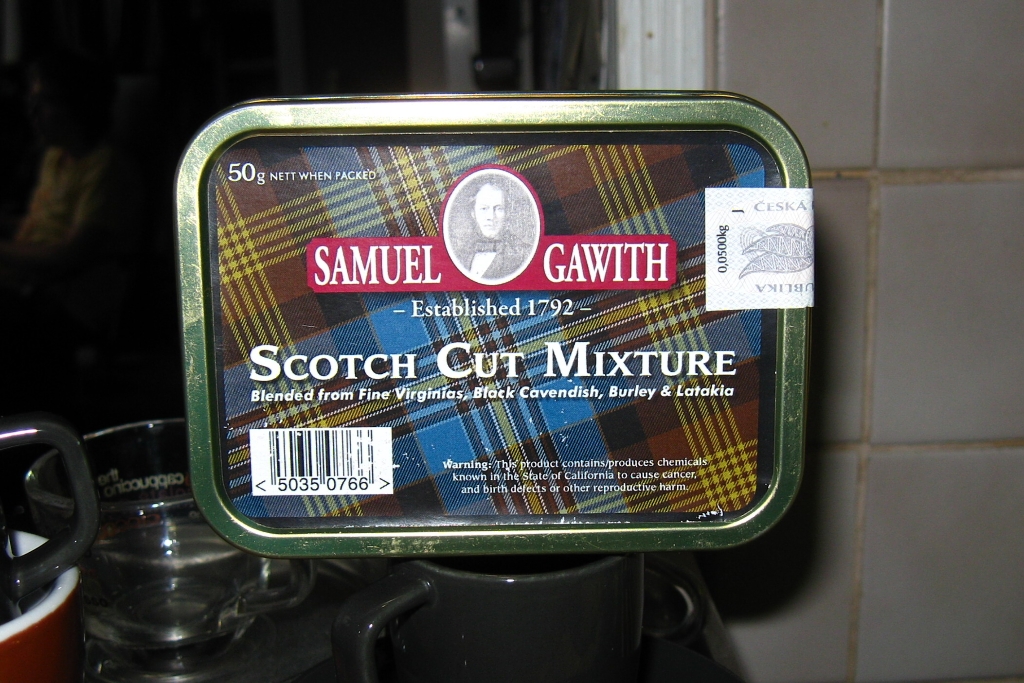 50g NETT WHEN PACKED
SAMUEL GAWITH
– Established 1792 –
SCOTCH CUT MIXTURE
Blended from Fine Virginias, Black Cavendish, Burley & Latakia
< 5035 0766 >
Warning: This product contains/produces chemicals
known in the State of California to cause cancer,
and birth defects or other reproductive harm.
ČESKÁ
0,0500kg
J
UBLIKA
cappuccino